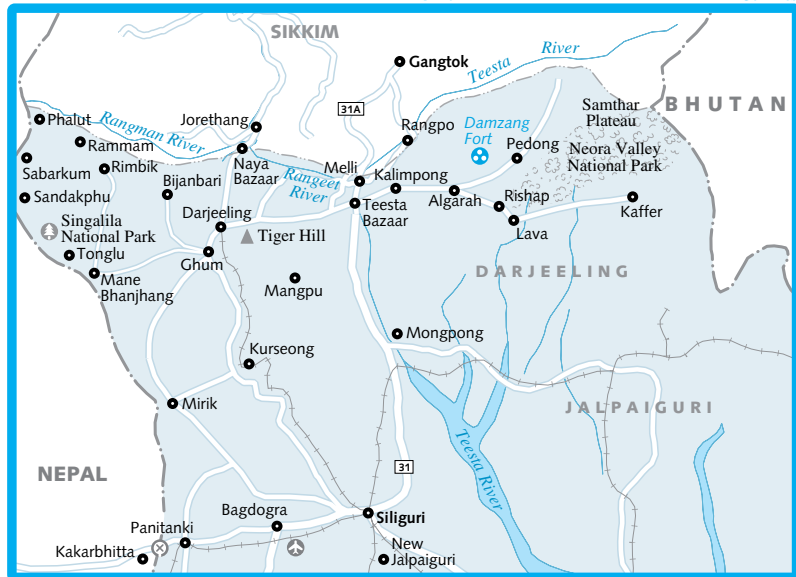 SIKKIM
Gangtok
Teesta
River
31A
BHUTAN
Phalut
Jorethang
Rangman River
Rammam
Rimbik
Sabarkum
Sandakphu
Naya
Bazaar
Bijanbari
Rangeet
River
Melli
Rangpo
Damzang
Fort
Pedong
Samthar
Plateau
Neora Valley
National Park
Kalimpong
Algarah
Rishap
Lava
Kaffer
Teesta
Bazaar
Darjeeling
Tiger Hill
Singalila
National Park
Tonglu
Ghum
Mane
Bhanjhang
Mangpu
DARJEELING
Mongpong
Kurseong
Mirik
JALPAIGURI
Teesta River
31
NEPAL
Bagdogra
Siliguri
Panitanki
Kakarbhitta
New
Jalpaiguri